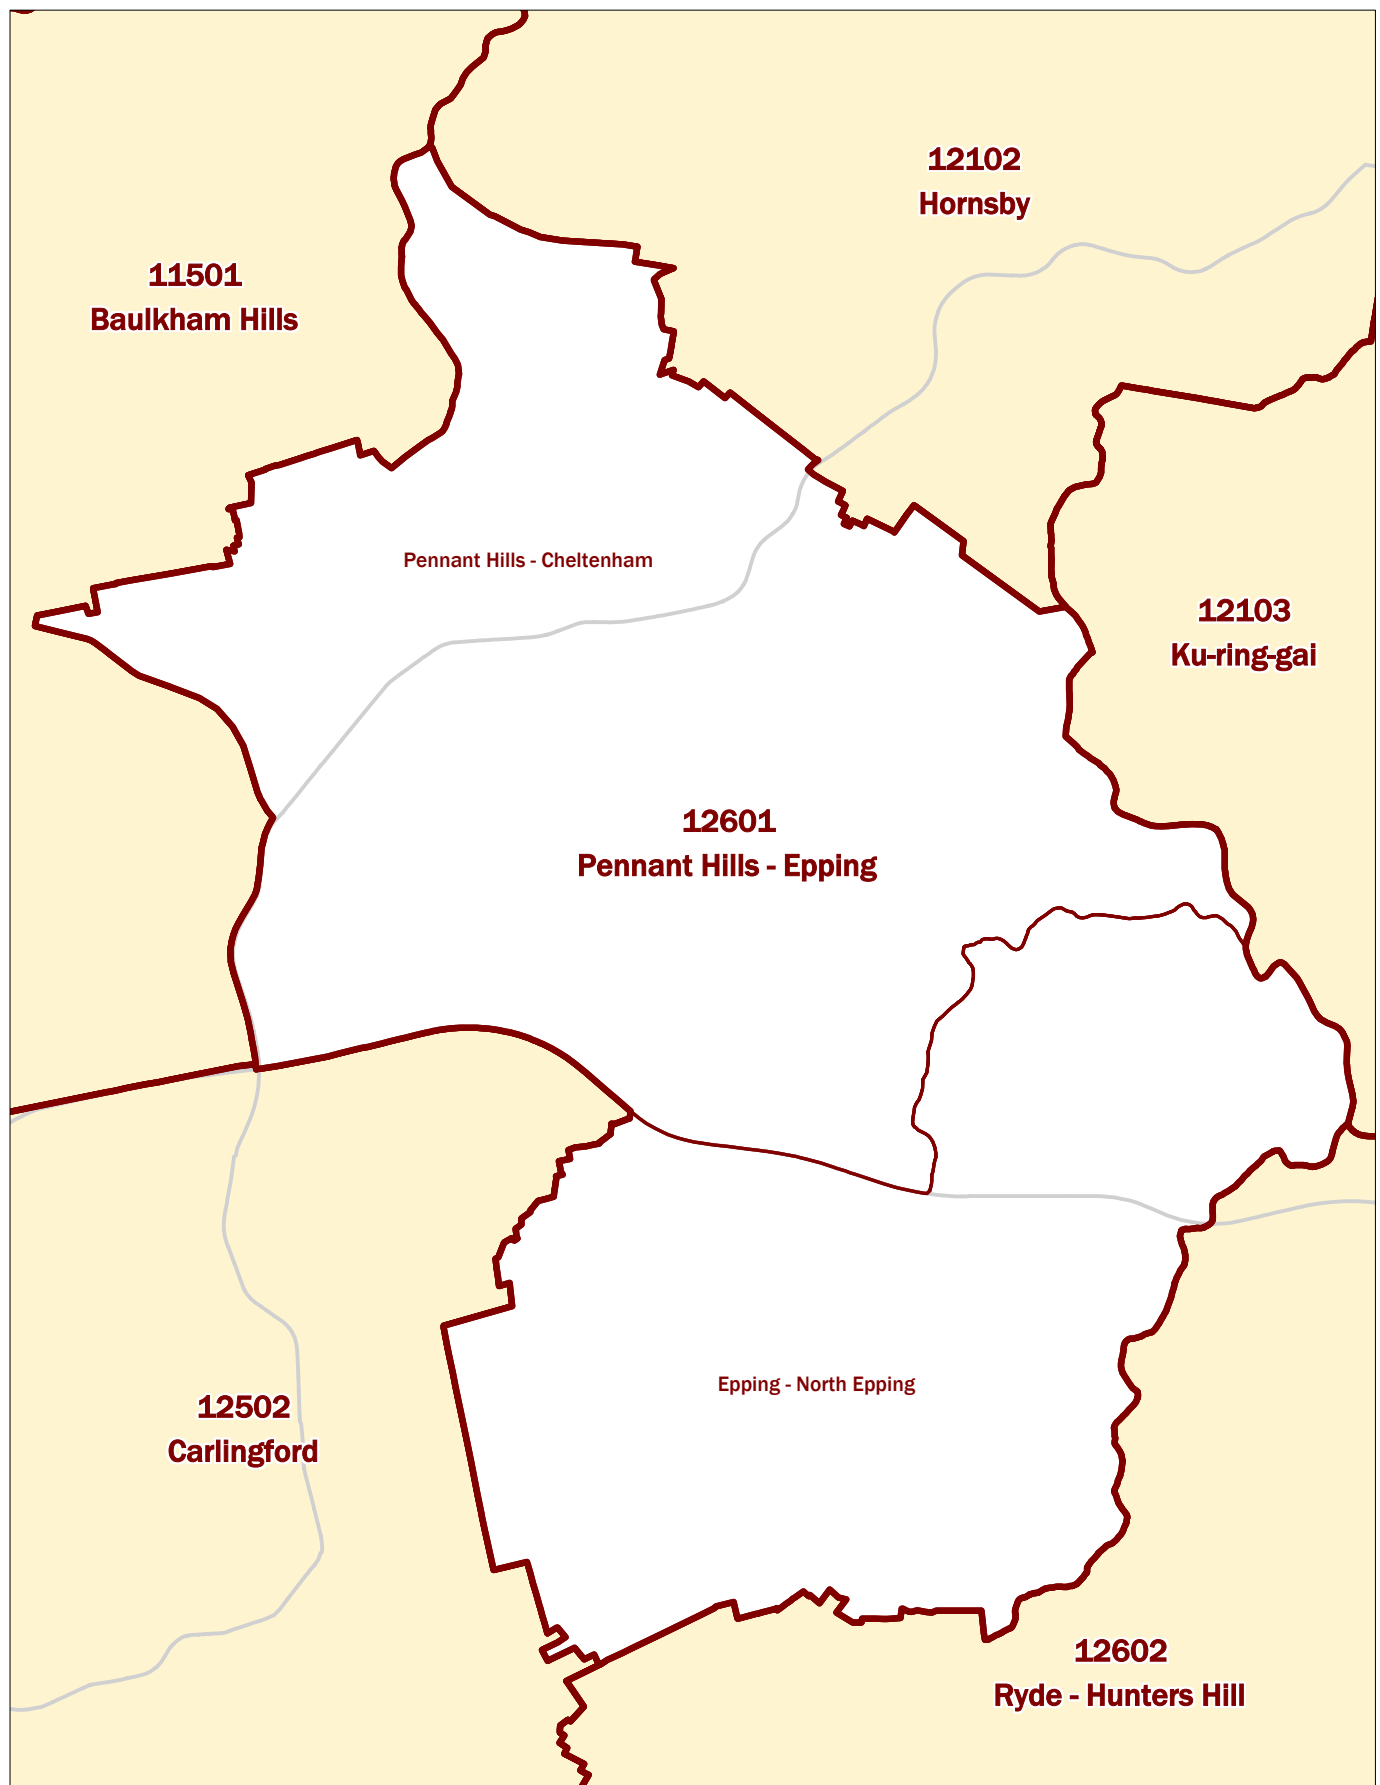 12102
Hornsby
11501
Baulkham Hills
Pennant Hills - Cheltenham
12103
Ku-ring-gai
12601
Pennant Hills - Epping
Epping - North Epping
12502
Carlingford
12602
Ryde - Hunters Hill